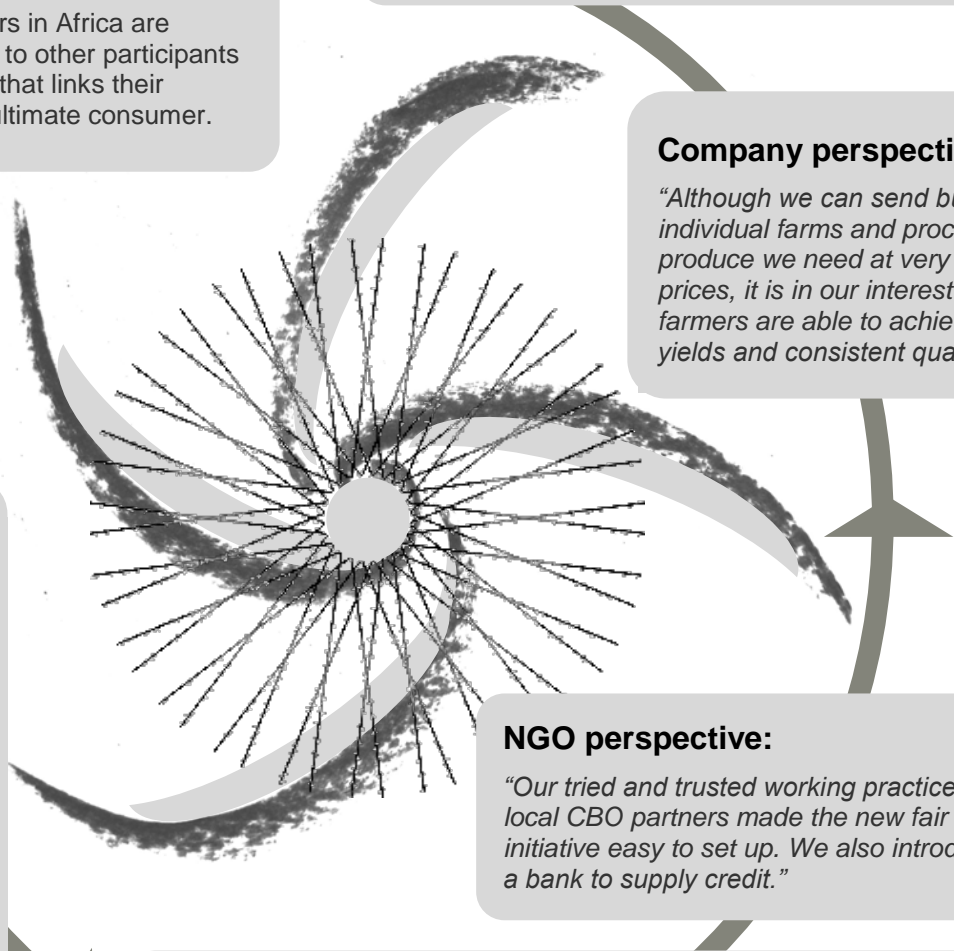 rs in Africa are
to other participants
that links their
ultimate consumer.
Company perspecti
“Although we can send bu
individual farms and proc
produce we need at very
prices, it is in our interest
farmers are able to achie
yields and consistent qua
NGO perspective:
“Our tried and trusted working practice
local CBO partners made the new fair
initiative easy to set up. We also introd
a bank to supply credit.”